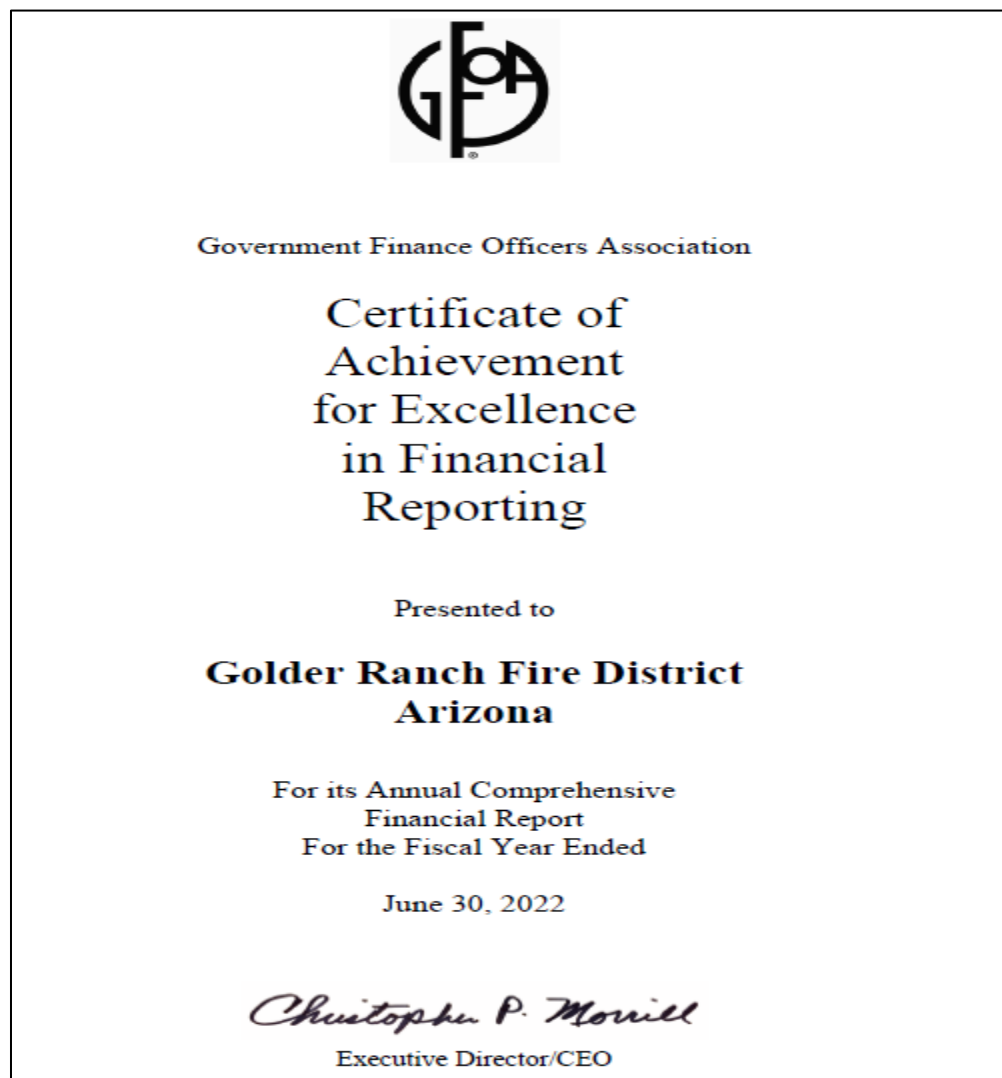 GFOA
®
Government Finance Officers Association
Certificate of
Achievement
for Excellence
in Financial
Reporting
Presented to
Golder Ranch Fire District
Arizona
For its Annual Comprehensive
Financial Report
For the Fiscal Year Ended
June 30, 2022
Christopher P. Morrill
Executive Director/CEO